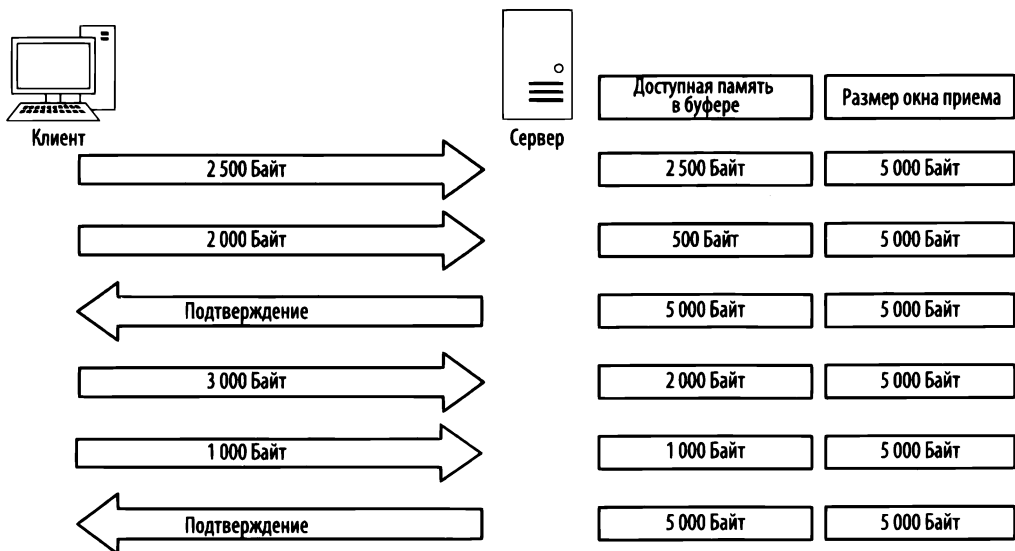 Клиент
Сервер
Доступная память
в буфере
Размер окна приема
2 500 Байт
2 500 Байт
5 000 Байт
2 000 Байт
500 Байт
5 000 Байт
Подтверждение
5 000 Байт
5 000 Байт
3 000 Байт
2 000 Байт
5 000 Байт
1 000 Байт
1 000 Байт
5 000 Байт
Подтверждение
5 000 Байт
5 000 Байт